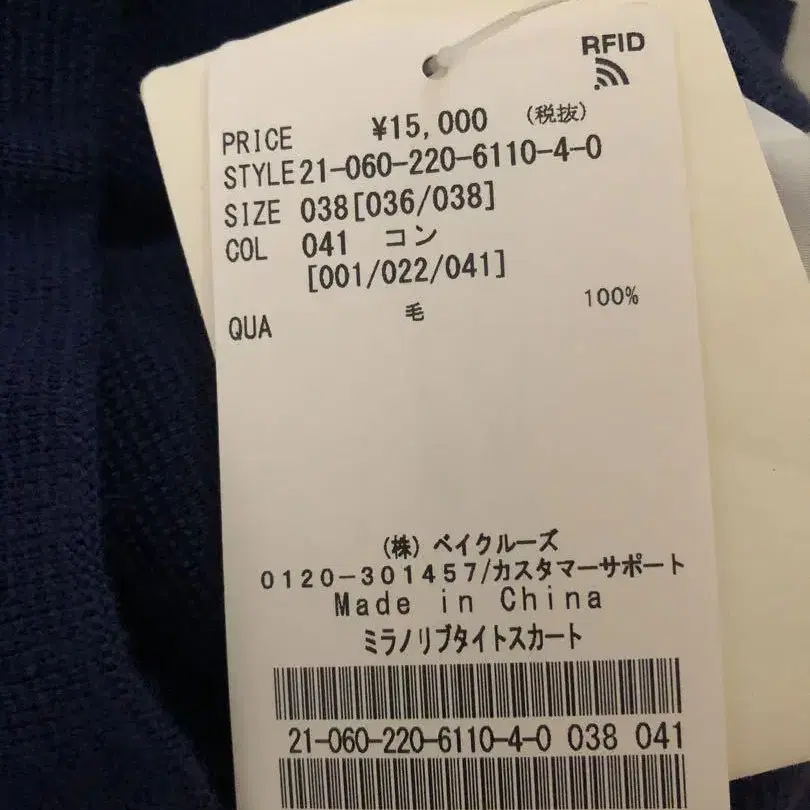 RFID
PRICE ¥15,000 (税抜)
STYLE 21-060-220-6110-4-0
SIZE 038[036/038]
COL 041 コン
[001/022/041]
QUA 毛 100%
(株) ベイクルーズ
0120-301457/カスタマーサポート
Made in China
ミラノリブタイトスカート
21-060-220-6110-4-0 038 041